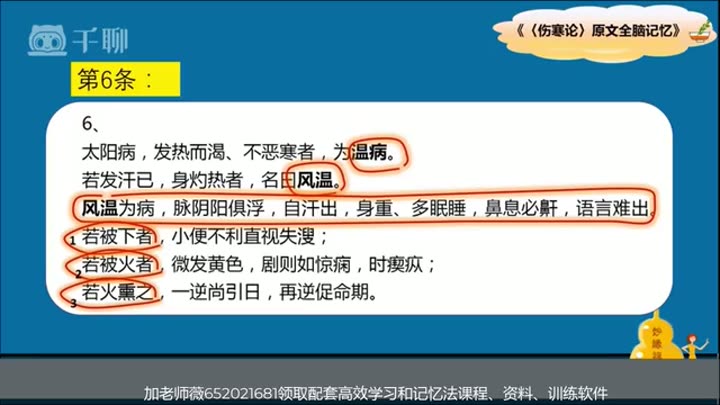 千聊
《〈伤寒论〉原文全脑记忆》
第6条：
6、
太阳病，发热而渴、不恶寒者，为温病。
若发汗已，身灼热者，名曰风温。
风温为病，脉阴阳俱浮，自汗出，身重、多眠睡，鼻息必鼾，语言难出。
1 若被下者，小便不利直视失溲；
2 若被火者，微发黄色，剧则如惊痫，时瘈疭；
3 若火熏之，一逆尚引日，再逆促命期。
加老师薇652021681领取配套高效学习和记忆法课程、资料、训练软件